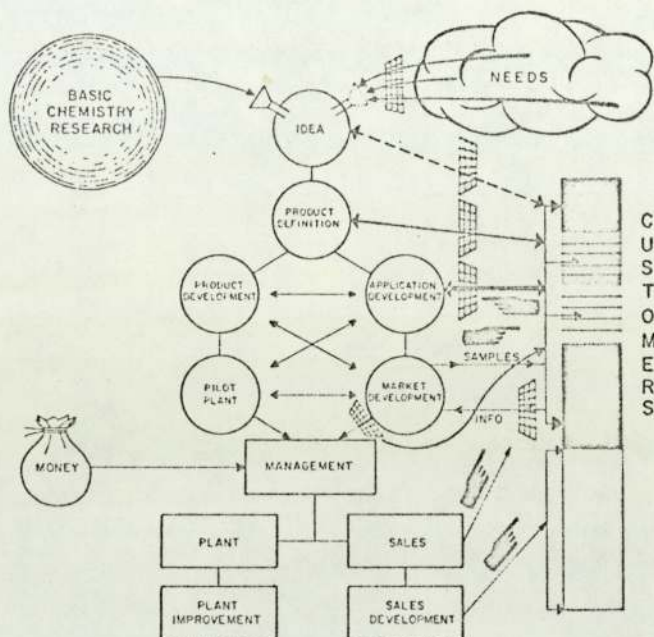 BASIC
CHEMISTRY
RESEARCH
NEEDS
IDEA
PRODUCT
DEFINITION
PRODUCT
DEVELOPMENT
APPLICATION
DEVELOPMENT
PILOT
PLANT
MARKET
DEVELOPMENT
SAMPLES
INFO
CUSTOMERS
MONEY
MANAGEMENT
PLANT
SALES
PLANT
IMPROVEMENT
SALES
DEVELOPMENT